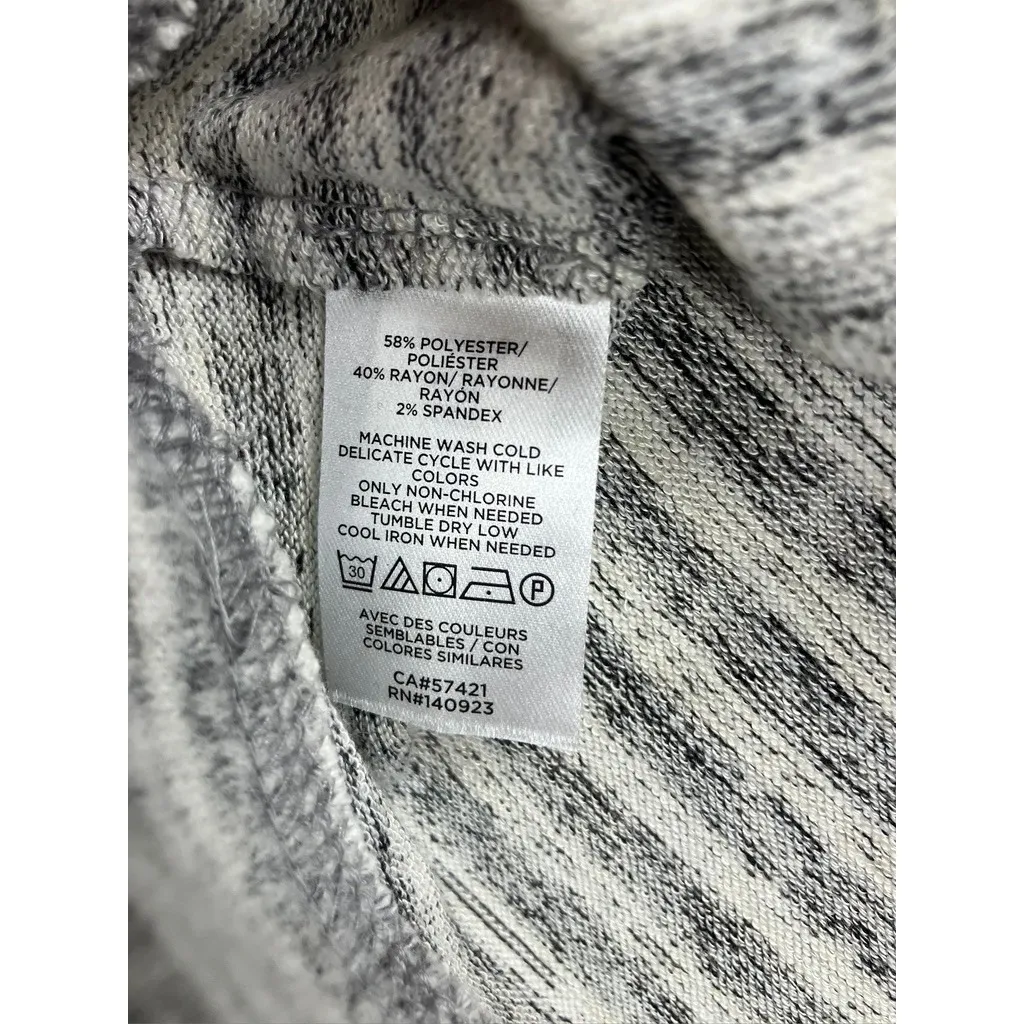 58% POLYESTER/
POLIÉSTER
40% RAYON/ RAYONNE/
RAYÓN
2% SPANDEX
MACHINE WASH COLD
DELICATE CYCLE WITH LIKE
COLORS
ONLY NON-CHLORINE
BLEACH WHEN NEEDED
TUMBLE DRY LOW
COOL IRON WHEN NEEDED
30 P
AVEC DES COULEURS
SEMBLABLES / CON
COLORES SIMILARES
CA#57421
RN#140923